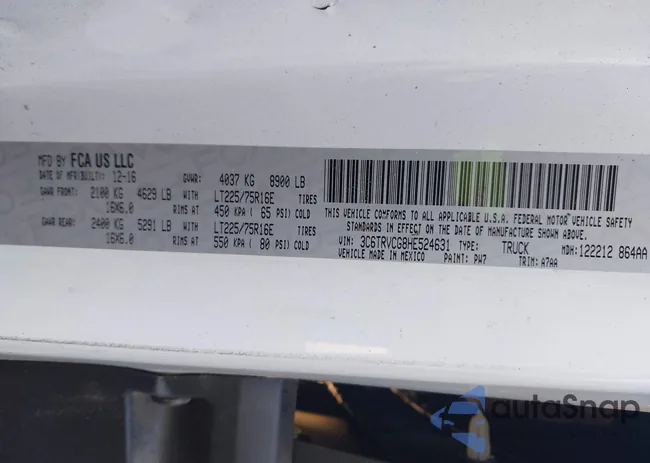 MFD BY FCA US LLC
DATE OF MFR(BUILT): 12-16 GVWR: 4037 KG 8900 LB
GAWR FRONT: 2100 KG 4629 LB WITH LT225/75R16E TIRES
16X6.0 RIMS AT 450 KPA ( 65 PSI) COLD
GAWR REAR: 2400 KG 5291 LB WITH LT225/75R16E TIRES
16X6.0 RIMS AT 550 KPA ( 80 PSI) COLD
THIS VEHICLE CONFORMS TO ALL APPLICABLE U.S.A. FEDERAL MOTOR VEHICLE SAFETY
STANDARDS IN EFFECT ON THE DATE OF MANUFACTURE SHOWN ABOVE
VIN: 3C6TRVCG8HE524631 TYPE: TRUCK MDH: 122212 864AA
VEHICLE MADE IN MEXICO PAINT: PW7 TRIM: A7AA
autoSnap